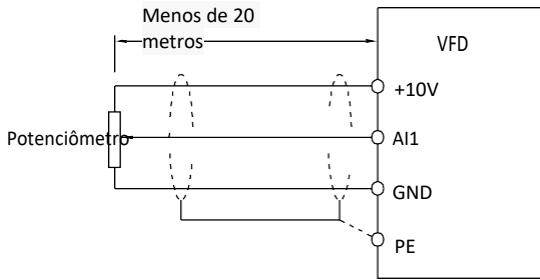 Menos de 20
metros
VFD
+10V
Potenciômetro
AI1
GND
PE